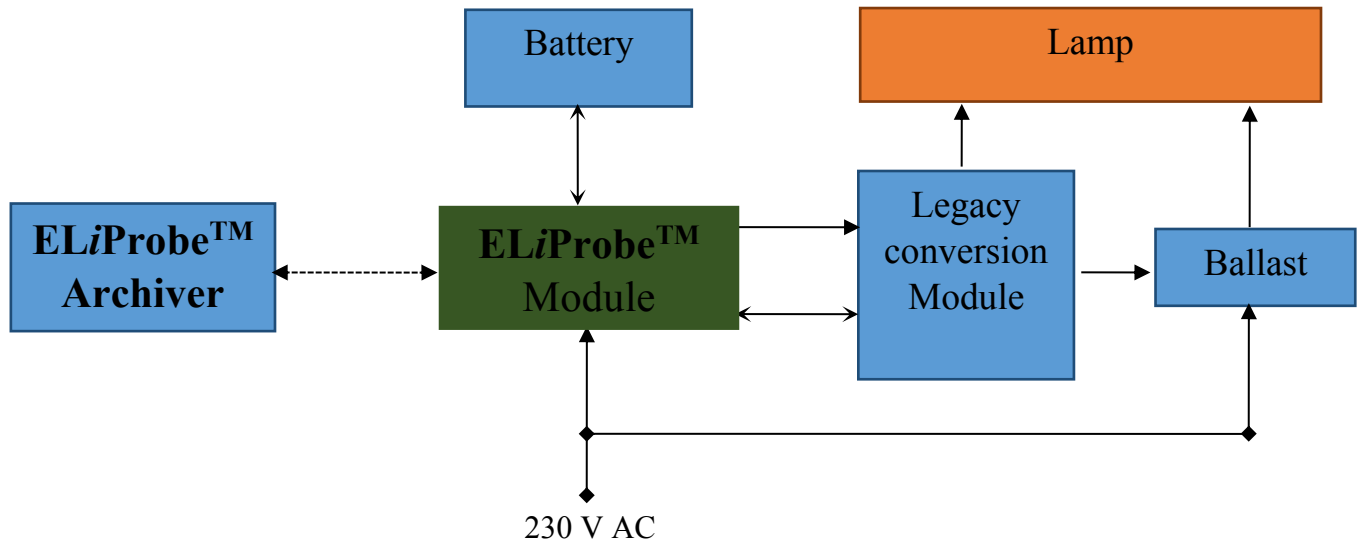 Battery
Lamp
ELiProbe™
Archiver
ELiProbe™
Module
Legacy
conversion
Module
Ballast
230 V AC